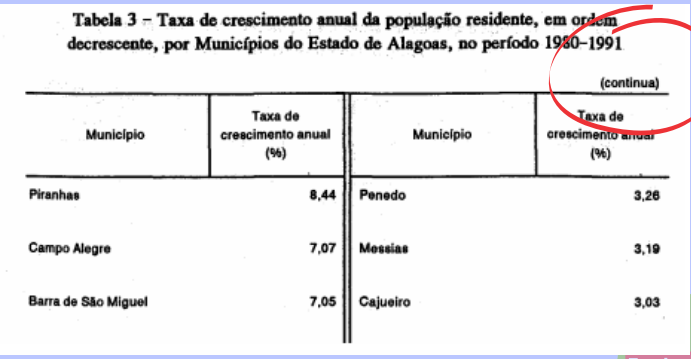 Tabela 3 – Taxa de crescimento anual da população residente, em ordem
decrescente, por Municípios do Estado de Alagoas, no período 1980–1991
(continua)
Município
Taxa de
crescimento anual
(%)
Município
Taxa de
crescimento anual
(%)
Piranhas 8,44 Penedo 3,26
Campo Alegre 7,07 Messias 3,19
Barra de São Miguel 7,05 Cajueiro 3,03